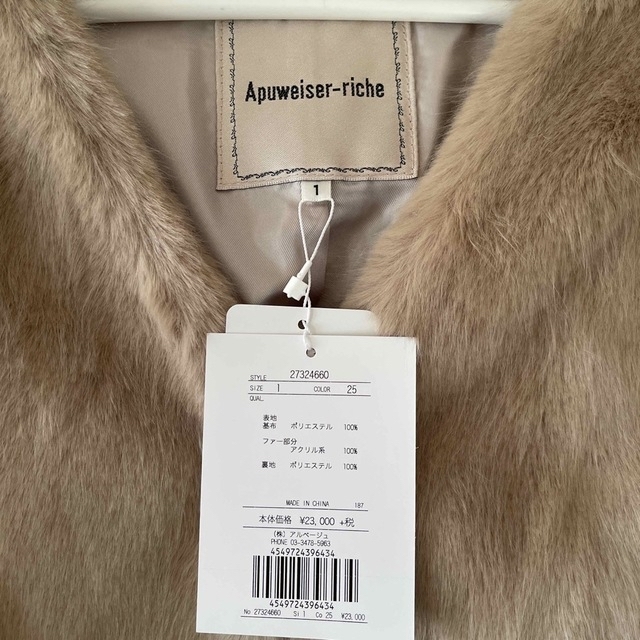 Apuweiser-riche
1
STYLE 27324660
SIZE 1 COLOR 25
QUAL.
表地
基布 ポリエステル 100%
ファー部分
アクリル系 100%
裏地 ポリエステル 100%
MADE IN CHINA 187
本体価格 ¥23,000 +税
(株) アルページュ
PHONE 03-3478-5963
4549724396434
4549724396434
No 27324660 Si 1 Co 25 ¥23,000